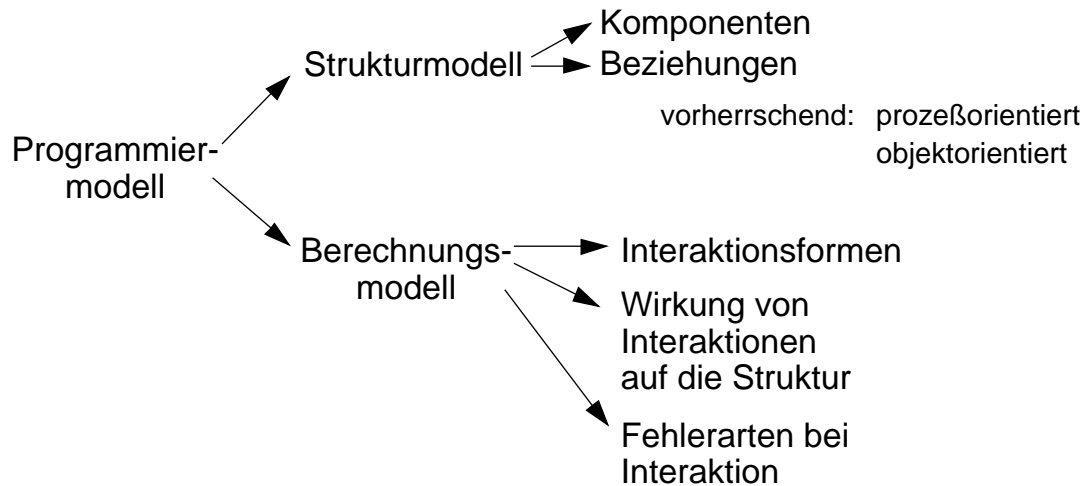 Komponenten
Strukturmodell
Beziehungen
vorherrschend: prozeßorientiert
objektorientiert
Programmier-
modell
Berechnungs-
modell
Interaktionsformen
Wirkung von
Interaktionen
auf die Struktur
Fehlerarten bei
Interaktion